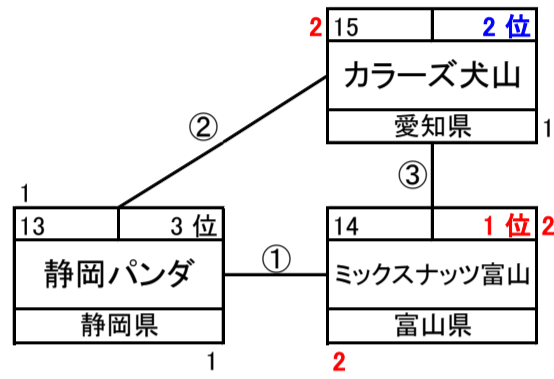 2 15 2 位
カラーズ犬山
愛知県 1
②
③
1
13 3 位
静岡パンダ
静岡県
1
①
14 1 位 2
ミックスナッツ富山
富山県
2